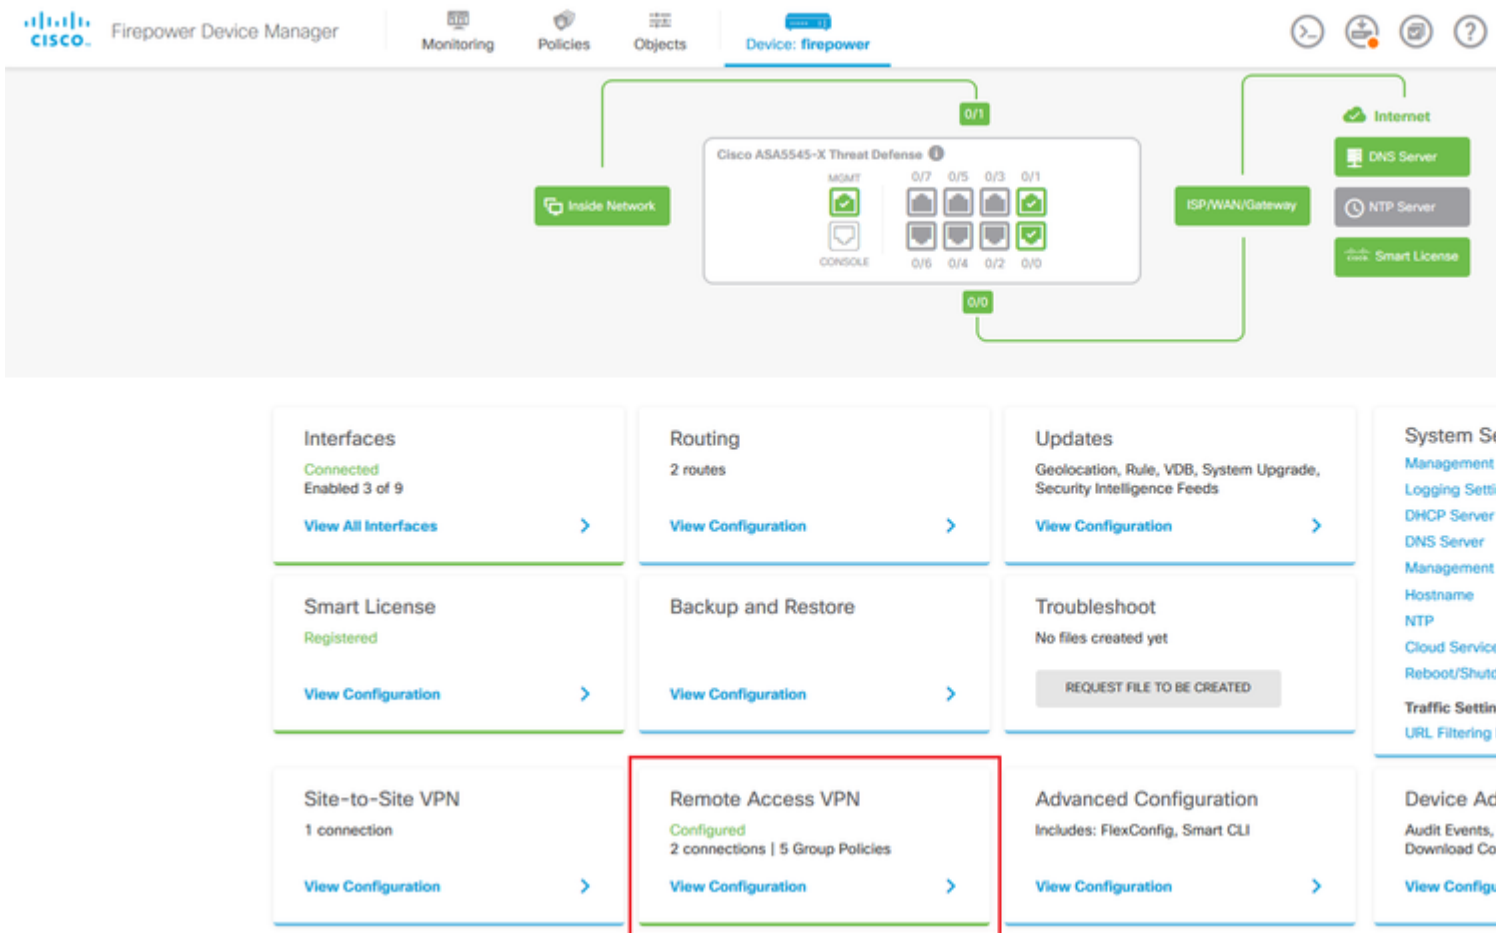 CISCO
Firepower Device Manager
Monitoring
Policies
Objects
Device: firepower
0/1
Internet
Cisco ASA5545-X Threat Defense
DNS Server
MGMT
0/7 0/5 0/3 0/1
Inside Network
ISP/WAN/Gateway
NTP Server
CONSOLE
0/6 0/4 0/2 0/0
Smart License
0/0
Interfaces
Connected
Enabled 3 of 9
View All Interfaces
Routing
2 routes
View Configuration
Updates
Geolocation, Rule, VDB, System Upgrade,
Security Intelligence Feeds
View Configuration
System Se
Management
Logging Setti
DHCP Server
DNS Server
Management
Hostname
NTP
Cloud Service
Reboot/Shutd
Traffic Settin
URL Filtering
Smart License
Registered
View Configuration
Backup and Restore
View Configuration
Troubleshoot
No files created yet
REQUEST FILE TO BE CREATED
Site-to-Site VPN
1 connection
View Configuration
Remote Access VPN
Configured
2 connections | 5 Group Policies
View Configuration
Advanced Configuration
Includes: FlexConfig, Smart CLI
View Configuration
Device Ad
Audit Events,
Download Co
View Configu